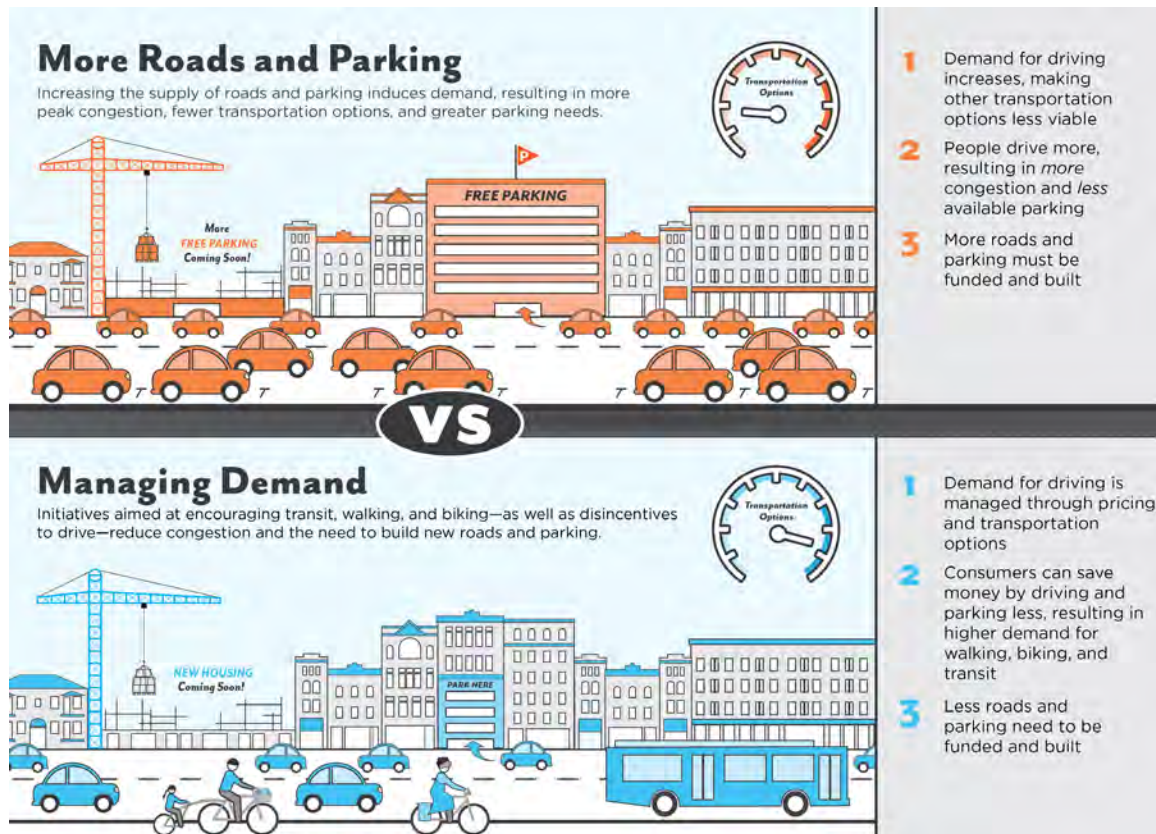 More Roads and Parking
Increasing the supply of roads and parking induces demand, resulting in more
peak congestion, fewer transportation options, and greater parking needs.
Transportation
Options
More
FREE PARKING
Coming Soon!
P
FREE PARKING
1 Demand for driving
increases, making
other transportation
options less viable
2 People drive more,
resulting in more
congestion and less
available parking
3 More roads and
parking must be
funded and built
VS
Managing Demand
Initiatives aimed at encouraging transit, walking, and biking—as well as disincentives
to drive—reduce congestion and the need to build new roads and parking.
Transportation
Options
NEW HOUSING
Coming Soon!
PARK HERE
1 Demand for driving is
managed through pricing
and transportation
options
2 Consumers can save
money by driving and
parking less, resulting in
higher demand for
walking, biking, and
transit
3 Less roads and
parking need to be
funded and built